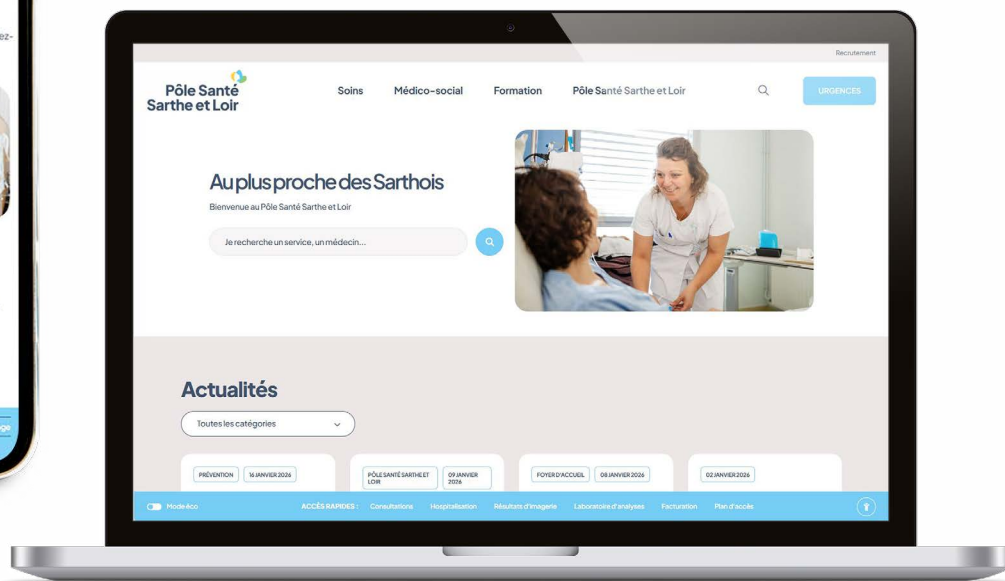 ez-
Recrutement
Pôle Santé
Sarthe et Loir
Soins
Médico-social
Formation
Pôle Santé Sarthe et Loir
URGENCES
Au plus proche des Sarthois
Bienvenue au Pôle Santé Sarthe et Loir
Je recherche un service, un médecin...
Actualités
Toutes les catégories
PRÉVENTION
16 JANVIER 2026
PÔLE SANTÉ SARTHE ET
LOIR
09 JANVIER
2026
FOYER D'ACCUEIL
08 JANVIER 2026
02 JANVIER 2026
Mode éco
ACCÈS RAPIDES :
Consultations
Hospitalisation
Résultats d'imagerie
Laboratoire d'analyses
Facturation
Plan d'accès